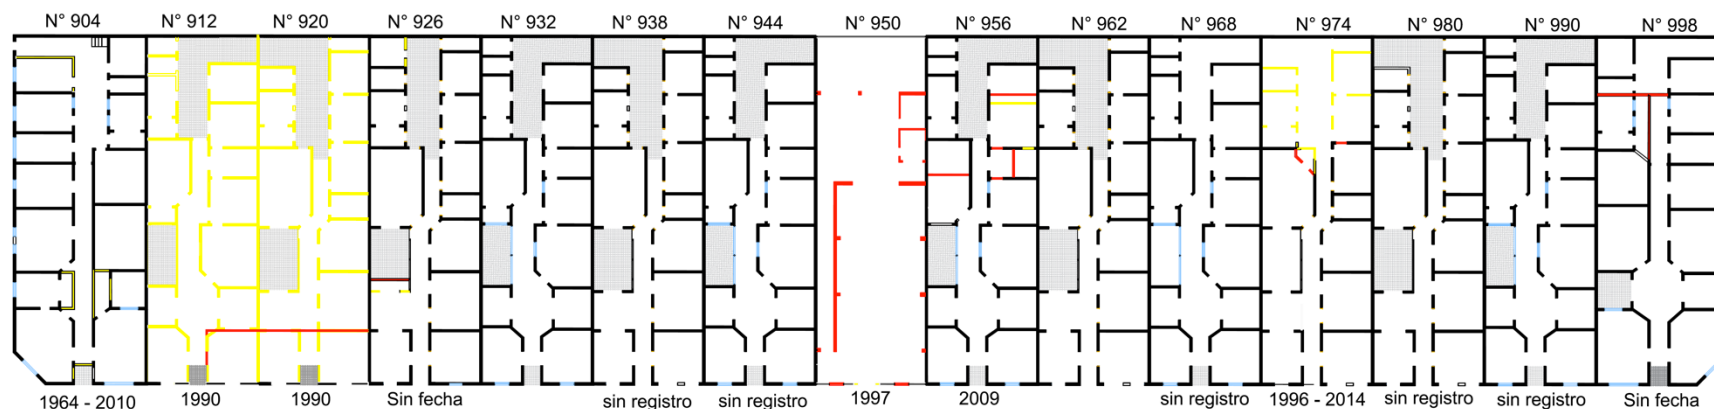 N° 904 N° 912 N° 920 N° 926 N° 932 N° 938 N° 944 N° 950 N° 956 N° 962 N° 968 N° 974 N° 980 N° 990 N° 998
1964 - 2010 1990 1990 Sin fecha sin registro sin registro 1997 2009 sin registro 1996 - 2014 sin registro sin registro Sin fecha